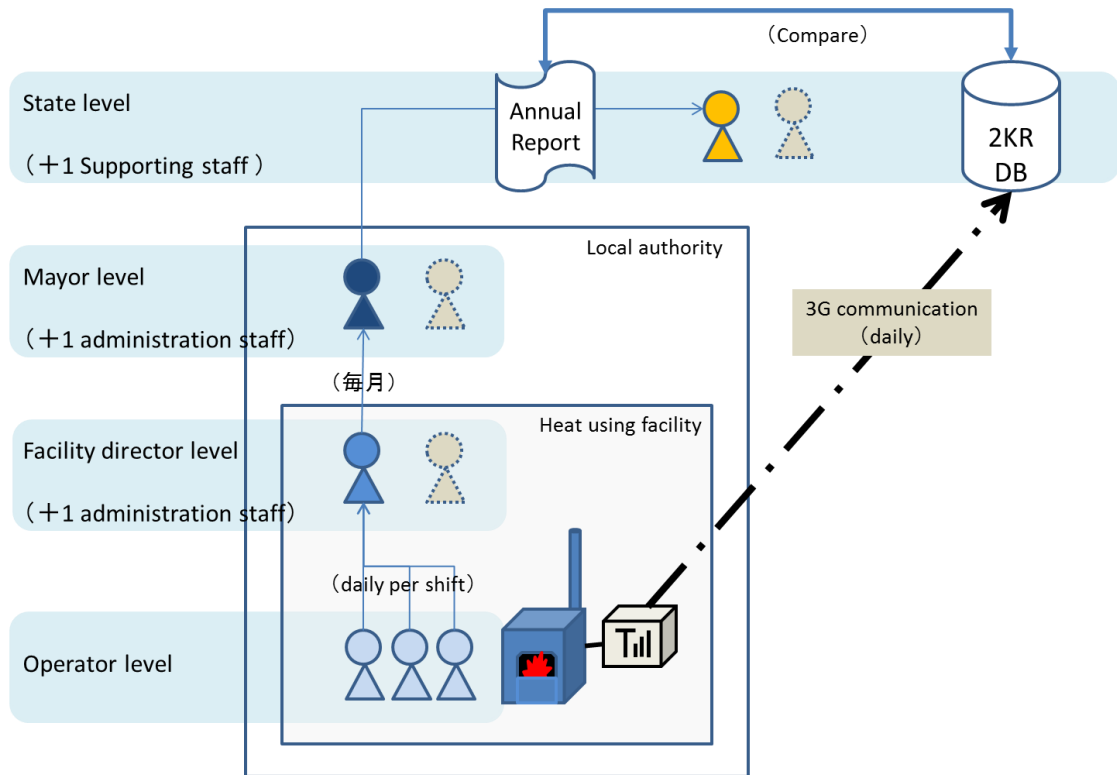 （Compare）
State level
（＋1 Supporting staff ）
Annual
Report
2KR
DB
Local authority
Mayor level
（＋1 administration staff）
3G communication
（daily）
（毎月）
Heat using facility
Facility director level
（＋1 administration staff）
（daily per shift）
Operator level
T